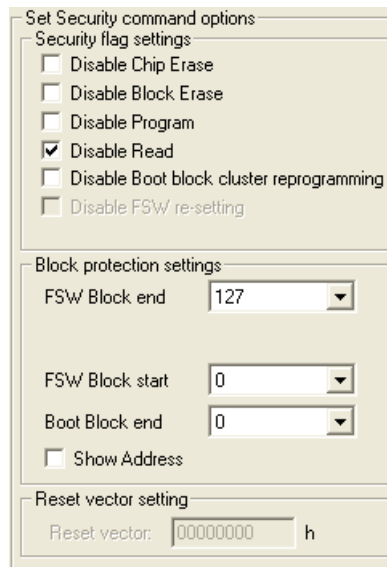 Set Security command options
Security flag settings
Disable Chip Erase
Disable Block Erase
Disable Program
Disable Read
Disable Boot block cluster reprogramming
Disable FSW re-setting
Block protection settings
FSW Block end 127
FSW Block start 0
Boot Block end 0
Show Address
Reset vector setting
Reset vector: 00000000 h